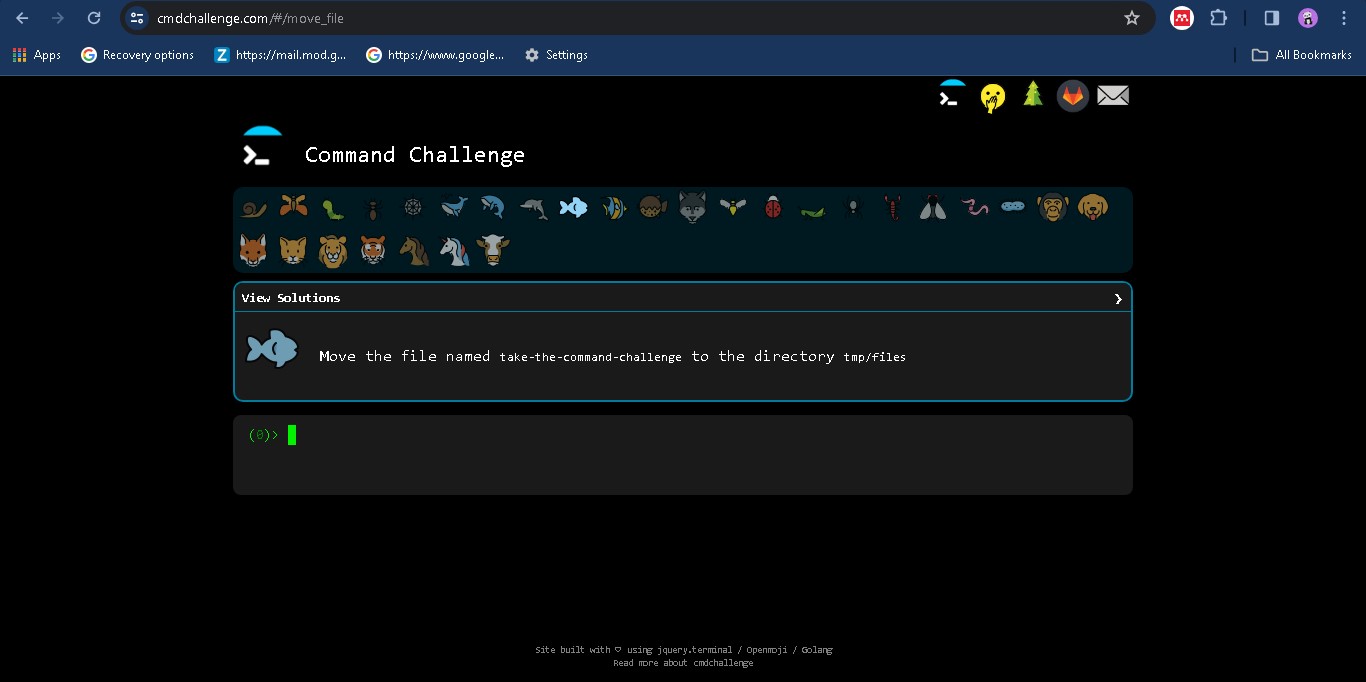 cmdchallenge.com/#/move_file
Apps Recovery options https://mail.mod.g... https://www.google... Settings All Bookmarks
Command Challenge
View Solutions
Move the file named take-the-command-challenge to the directory tmp/files
(0)>
Site built with ♡ using jquery.terminal / Openmoji / Golang
Read more about cmdchallenge